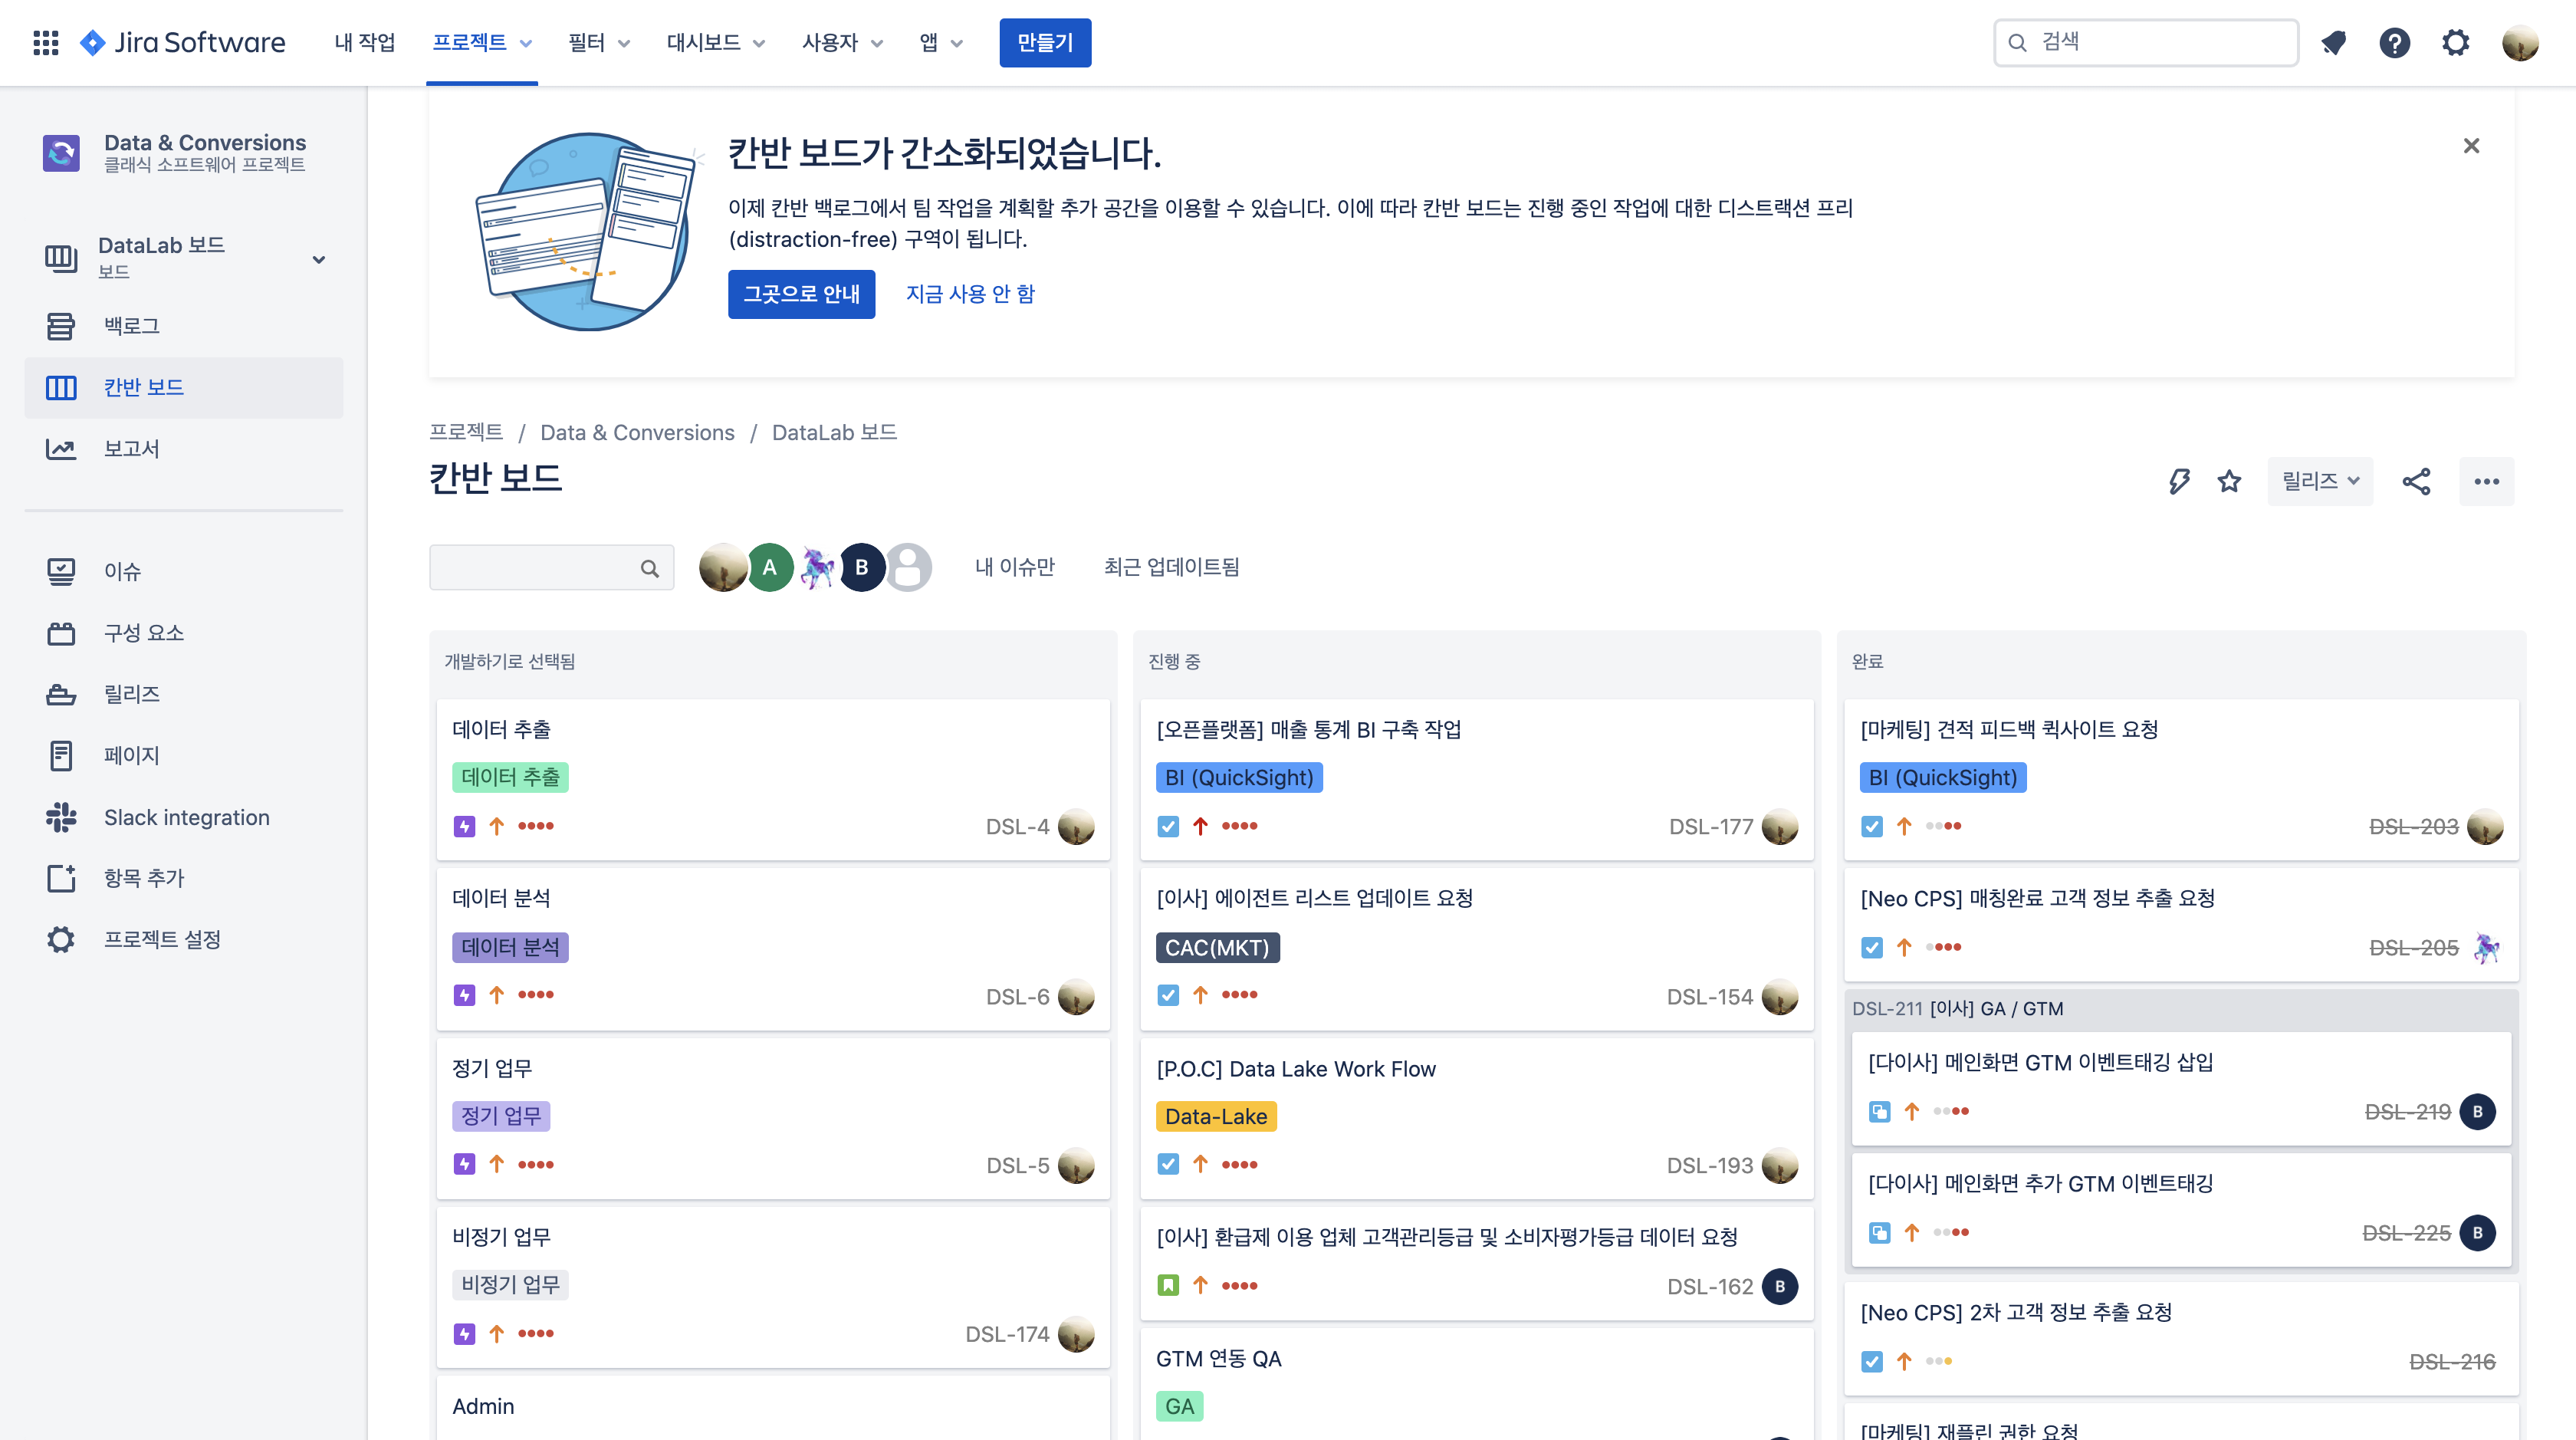 Jira Software
내 작업
프로젝트
필터
대시보드
사용자
앱
만들기
검색
Data & Conversions
클래식 소프트웨어 프로젝트
DataLab 보드
보드
백로그
칸반 보드
보고서
이슈
구성 요소
릴리즈
페이지
Slack integration
항목 추가
프로젝트 설정
칸반 보드가 간소화되었습니다.
이제 칸반 백로그에서 팀 작업을 계획할 추가 공간을 이용할 수 있습니다. 이에 따라 칸반 보드는 진행 중인 작업에 대한 디스트랙션 프리
(distraction-free) 구역이 됩니다.
그곳으로 안내
지금 사용 안 함
프로젝트 / Data & Conversions / DataLab 보드
칸반 보드
릴리즈
A
B
내 이슈만
최근 업데이트됨
개발하기로 선택됨
데이터 추출
데이터 추출
DSL-4
데이터 분석
데이터 분석
DSL-6
정기 업무
정기 업무
DSL-5
비정기 업무
비정기 업무
DSL-174
Admin
진행 중
[오픈플랫폼] 매출 통계 BI 구축 작업
BI (QuickSight)
DSL-177
[이사] 에이전트 리스트 업데이트 요청
CAC(MKT)
DSL-154
[P.O.C] Data Lake Work Flow
Data-Lake
DSL-193
[이사] 환급제 이용 업체 고객관리등급 및 소비자평가등급 데이터 요청
DSL-162
B
GTM 연동 QA
GA
완료
[마케팅] 견적 피드백 퀵사이트 요청
BI (QuickSight)
DSL-203
[Neo CPS] 매칭완료 고객 정보 추출 요청
DSL-205
DSL-211 [이사] GA / GTM
[다이사] 메인화면 GTM 이벤트태깅 삽입
DSL-219
B
[다이사] 메인화면 추가 GTM 이벤트태깅
DSL-225
B
[Neo CPS] 2차 고객 정보 추출 요청
DSL-216
[마케팅] 재플린 권한 요청